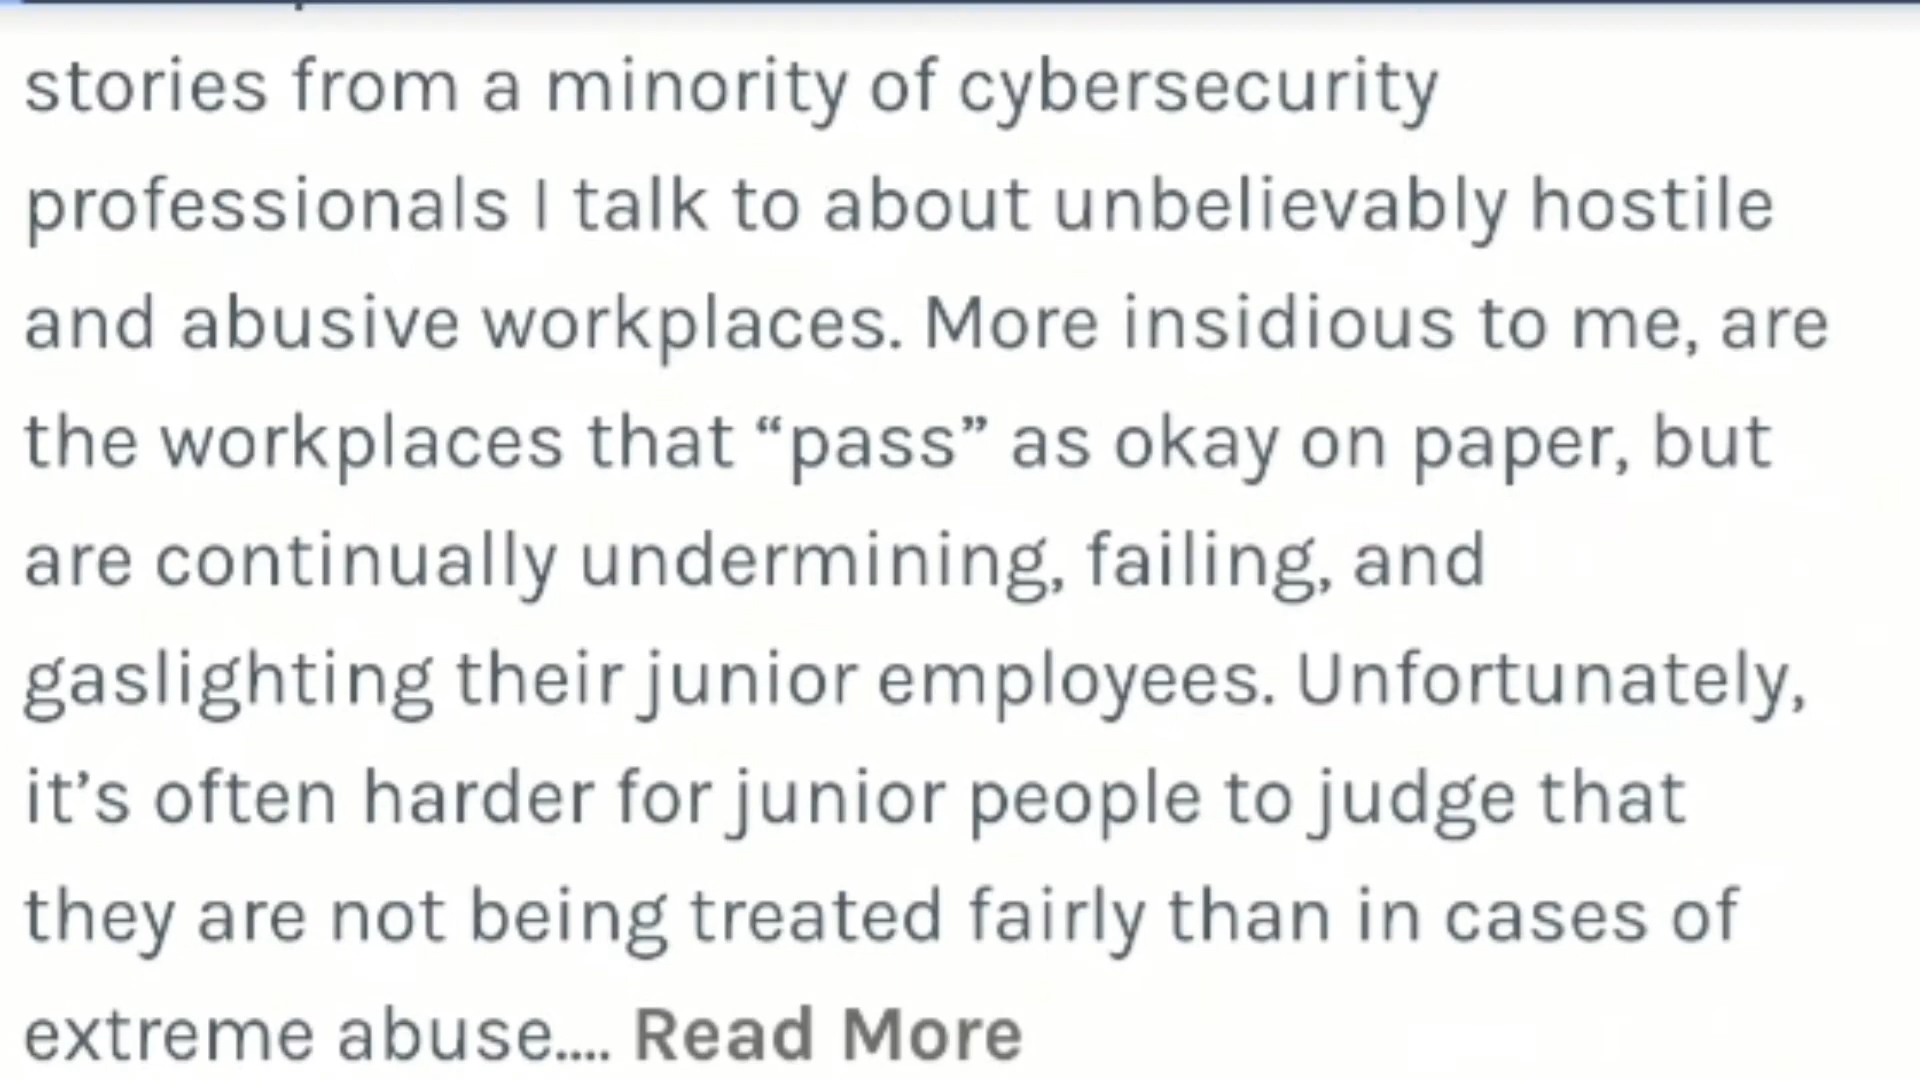 stories from a minority of cybersecurity
professionals I talk to about unbelievably hostile
and abusive workplaces. More insidious to me, are
the workplaces that “pass” as okay on paper, but
are continually undermining, failing, and
gaslighting their junior employees. Unfortunately,
it’s often harder for junior people to judge that
they are not being treated fairly than in cases of
extreme abuse.... Read More